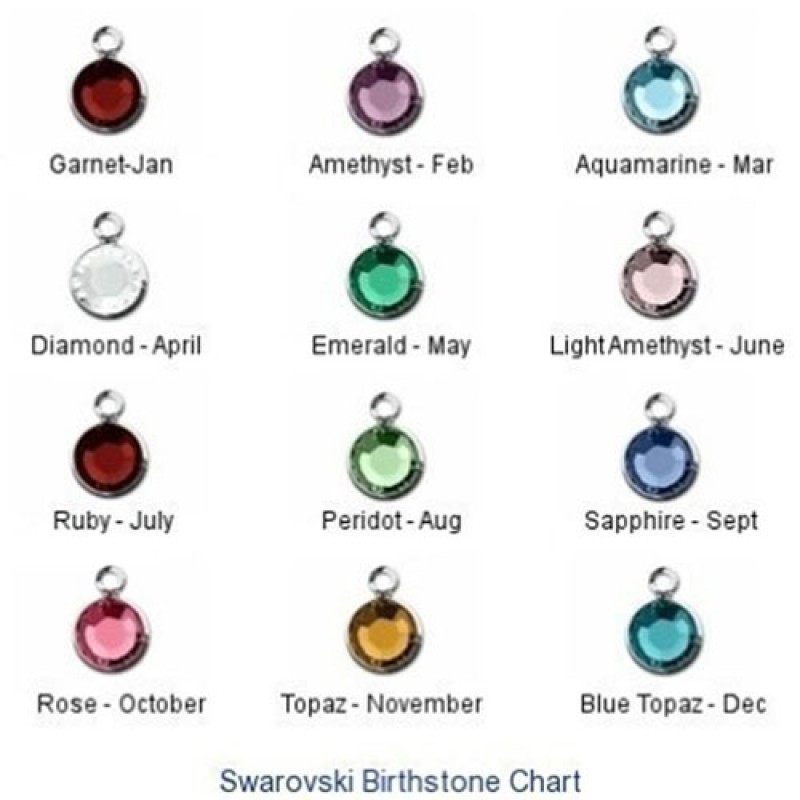 Garnet-Jan
Amethyst - Feb
Aquamarine - Mar
Diamond - April
Emerald - May
Light Amethyst - June
Ruby - July
Peridot - Aug
Sapphire - Sept
Rose - October
Topaz - November
Blue Topaz - Dec
Swarovski Birthstone Chart